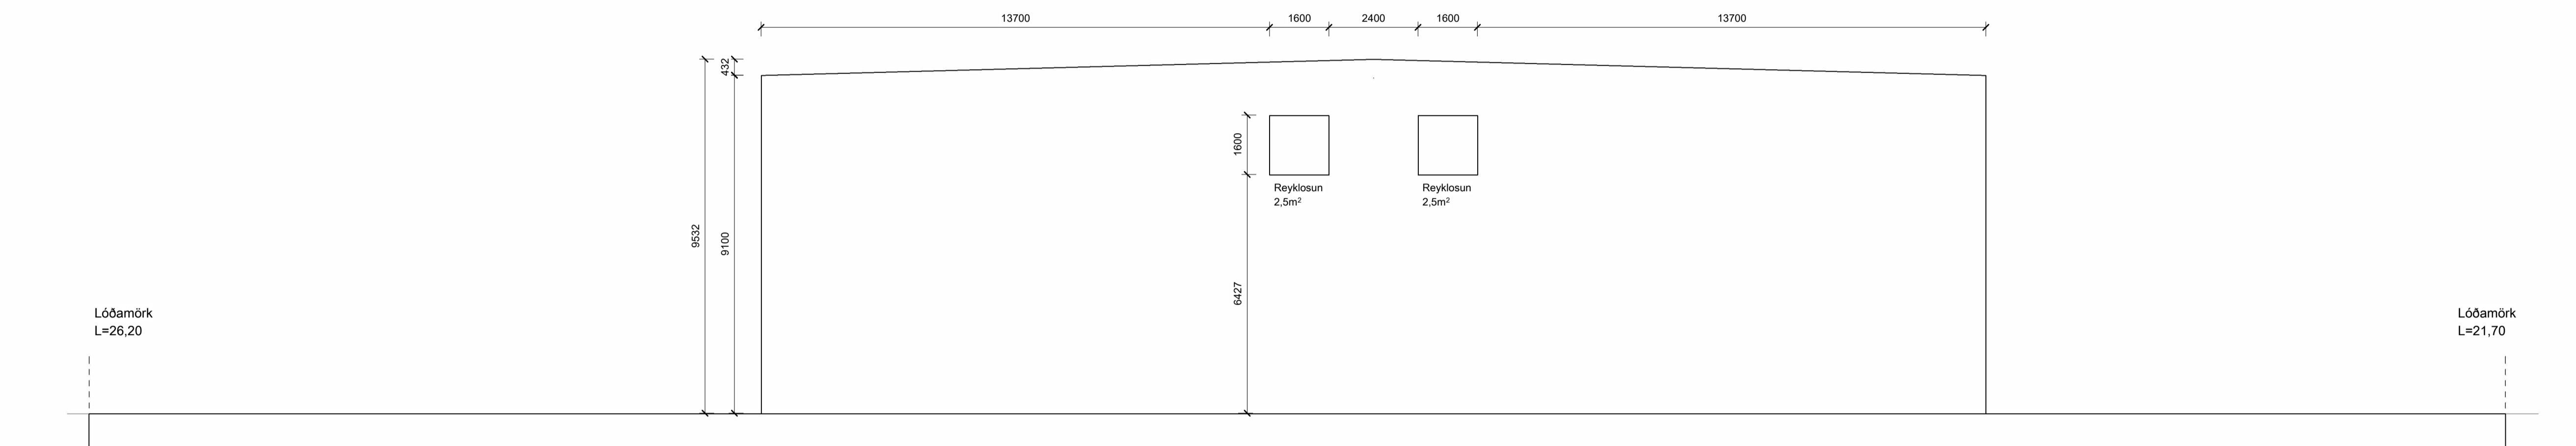 13700
1600
2400
1600
13700
432
9532
9100
1600
6427
Reyklosun
2,5m²
Reyklosun
2,5m²
Lóðamörk
L=26,20
Lóðamörk
L=21,70